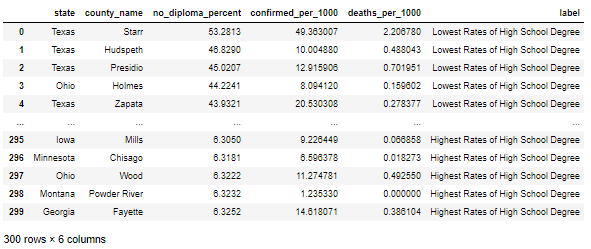 state county_name no_diploma_percent confirmed_per_1000 deaths_per_1000 label
0 Texas Starr 53.2813 49.363007 2.206780 Lowest Rates of High School Degree
1 Texas Hudspeth 46.8290 10.004880 0.488043 Lowest Rates of High School Degree
2 Texas Presidio 45.0207 12.915906 0.701951 Lowest Rates of High School Degree
3 Ohio Holmes 44.2241 8.094120 0.159602 Lowest Rates of High School Degree
4 Texas Zapata 43.9321 20.530308 0.278377 Lowest Rates of High School Degree
... ... ... ... ... ... ...
295 Iowa Mills 6.3050 9.226449 0.066858 Highest Rates of High School Degree
296 Minnesota Chisago 6.3181 6.596378 0.018273 Highest Rates of High School Degree
297 Ohio Wood 6.3222 11.274781 0.492550 Highest Rates of High School Degree
298 Montana Powder River 6.3232 1.235330 0.000000 Highest Rates of High School Degree
299 Georgia Fayette 6.3252 14.618071 0.386104 Highest Rates of High School Degree
300 rows × 6 columns